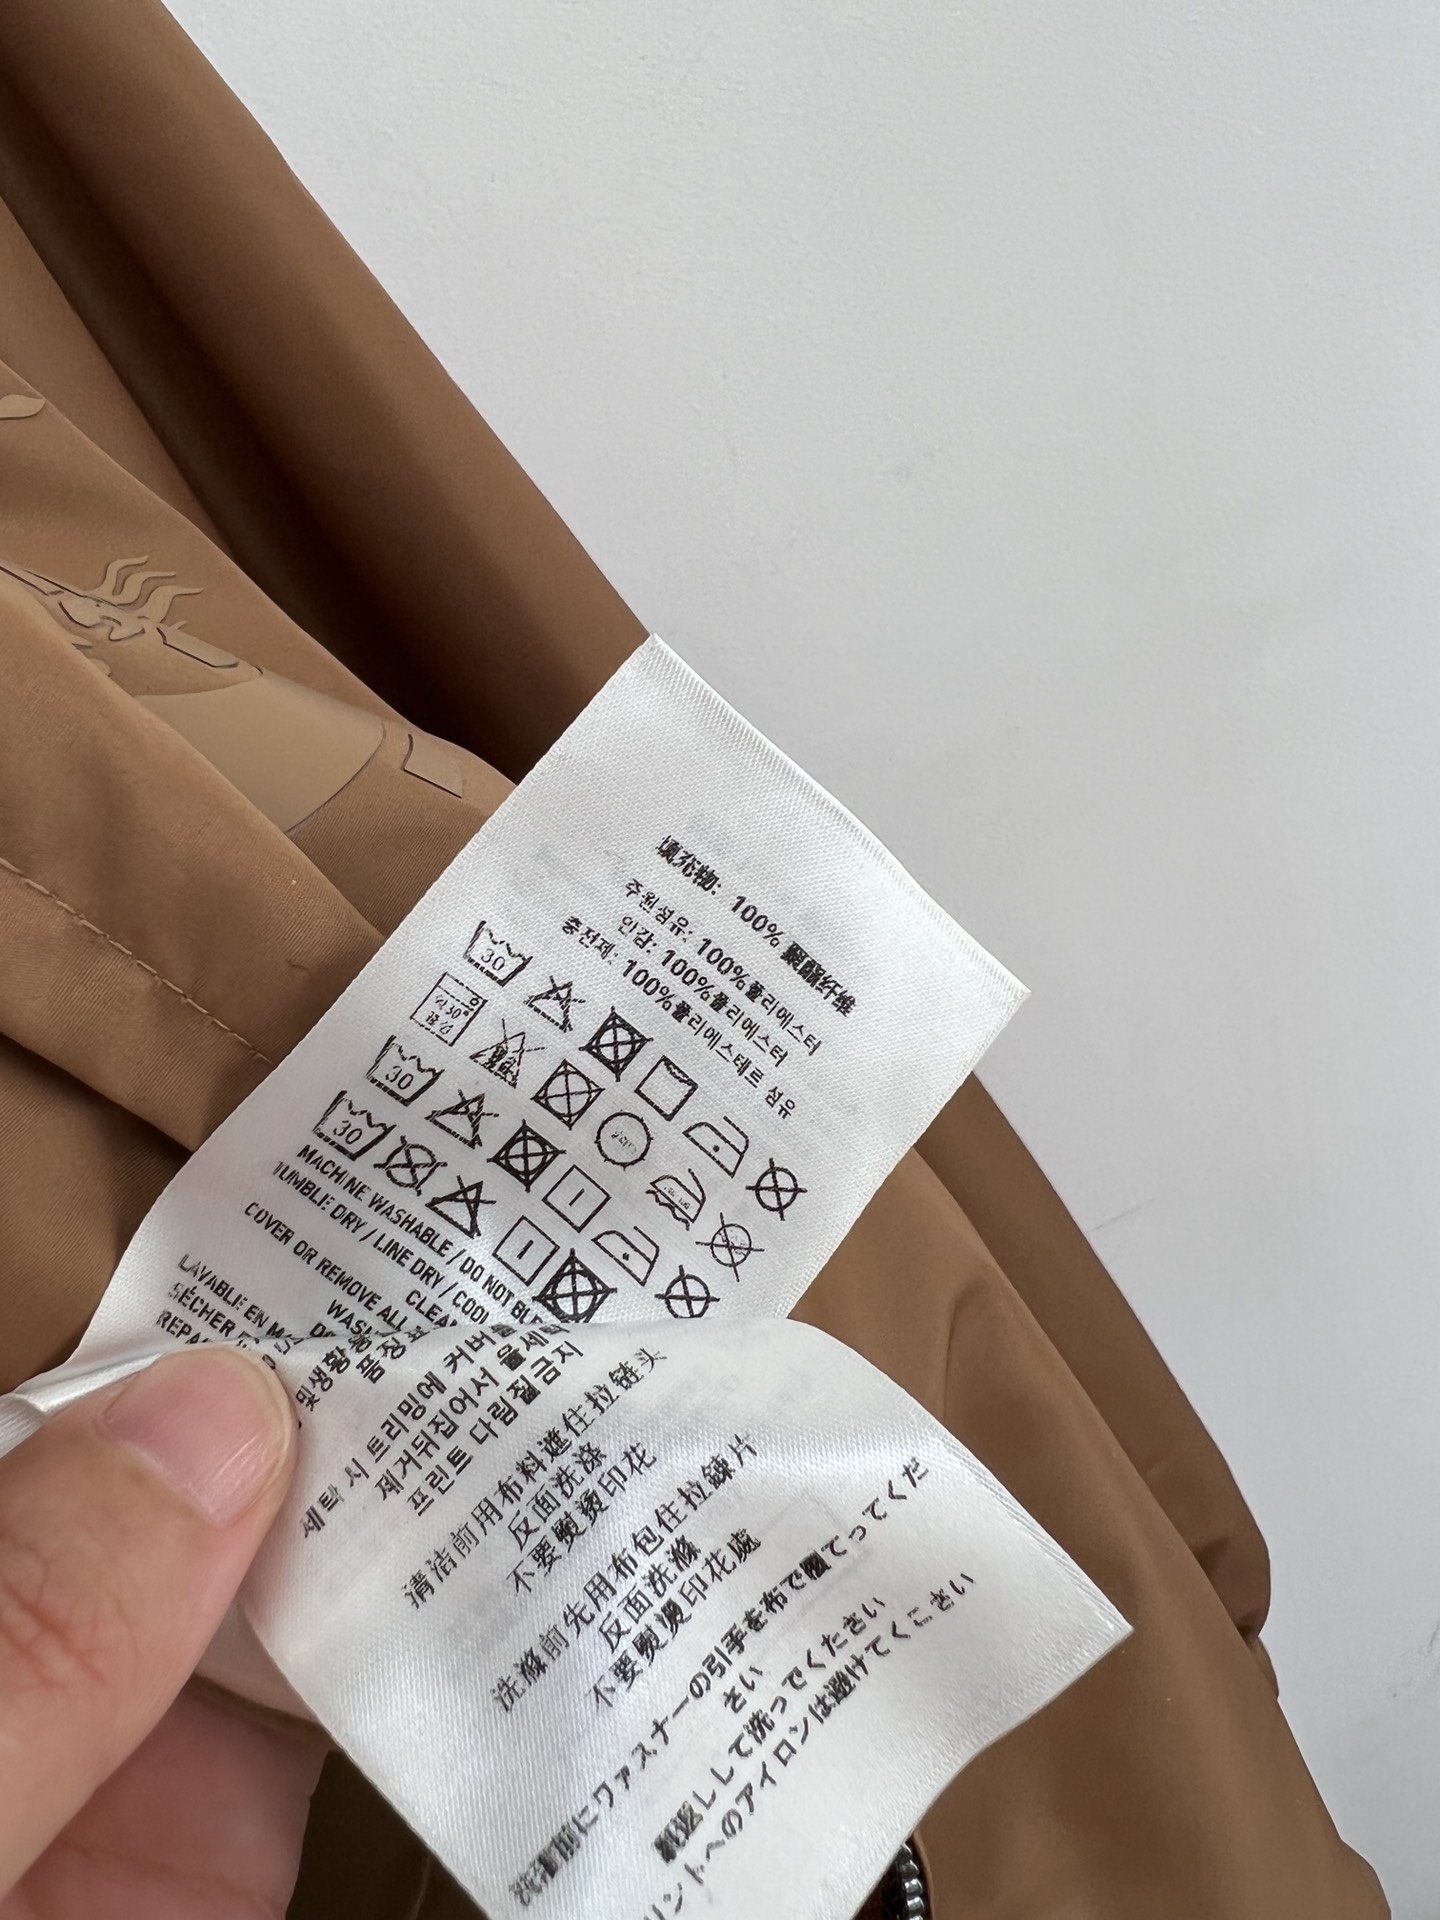 填充物: 100% 聚酯纤维
주원섬유: 100%폴리에스터
안감: 100%폴리에스터
충전제: 100%폴리에스테르 섬유
30
30
30
MACHINE WASHABLE / DO NOT
TUMBLE DRY / LINE DRY / COOL
COVER OR REMOVE ALL
CLEAN
LAVABLE EN
SÉCHER
세탁 시 트리밍에 커버를
제거뒤집어서 울세탁
프린트 다림질금지
清洁前用布料遮住拉链头
反面洗涤
不要熨烫印花
洗滌前先用布包住拉鍊片
反面洗滌
不要熨燙印花處
洗濯前にファスナーの引手を布で覆てってくだ
さい
裏返しして洗ってください
リントへのアイロンは避けてください